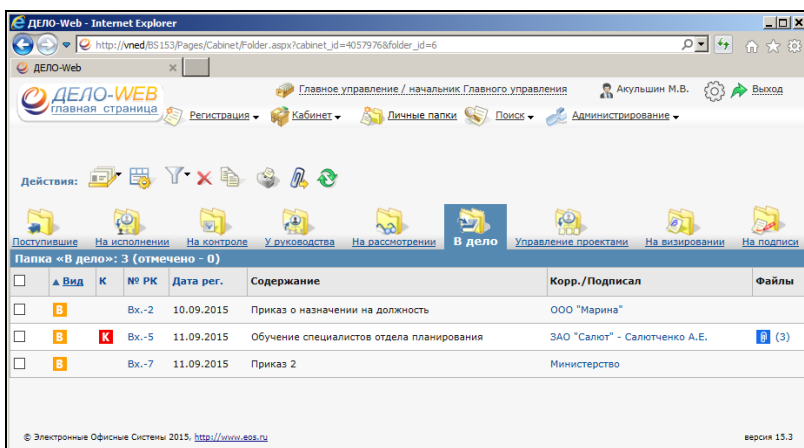 ДЕЛО-Web - Internet Explorer
http://vned/BS153/Pages/Cabinet/Folder.aspx?cabinet_id=4057976&folder_id=6
ДЕЛО-Web
ДЕЛО-WEB
главная страница
Главное управление / начальник Главного управления
Акульшин М.В.
Выход
Регистрация Кабинет Личные папки Поиск Администрирование
Действия:
Поступившие На исполнении На контроле У руководства На рассмотрении В дело Управление проектами На визировании На подписи
Папка «В дело»: 3 (отмечено - 0)
Вид К № РК Дата рег. Содержание Корр./Подписал Файлы
В Вх.-2 10.09.2015 Приказ о назначении на должность ООО "Марина"
В К Вх.-5 11.09.2015 Обучение специалистов отдела планирования ЗАО "Салют" - Салютченко А.Е. (3)
В Вх.-7 11.09.2015 Приказ 2 Министерство
© Электронные Офисные Системы 2015, http://www.eos.ru версия 15.3